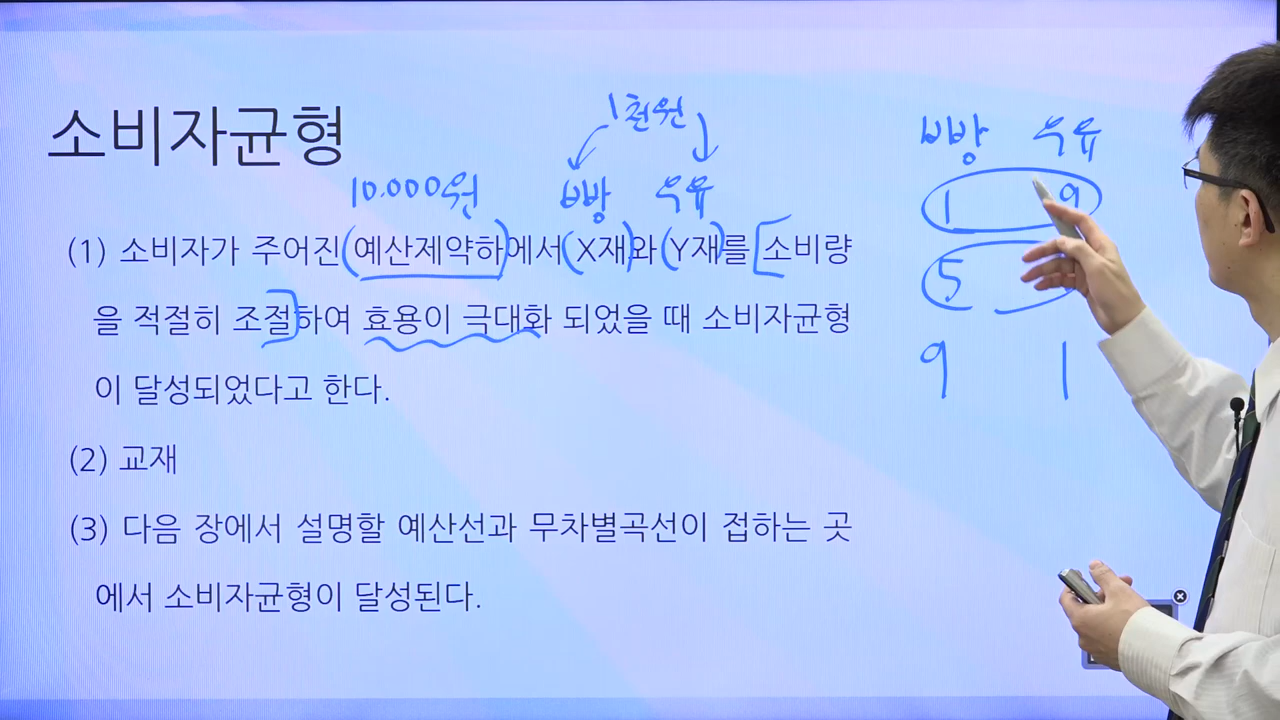 소비자균형
1천원
10.000원 빵 우유
(1) 소비자가 주어진(예산제약하)에서(X재)와(Y재)를[소비량
을 적절히 조절]하여 효용이 극대화 되었을 때 소비자균형
이 달성되었다고 한다.
(2) 교재
(3) 다음 장에서 설명할 예산선과 무차별곡선이 접하는 곳
에서 소비자균형이 달성된다.
빵 우유
1 9
5
9 1